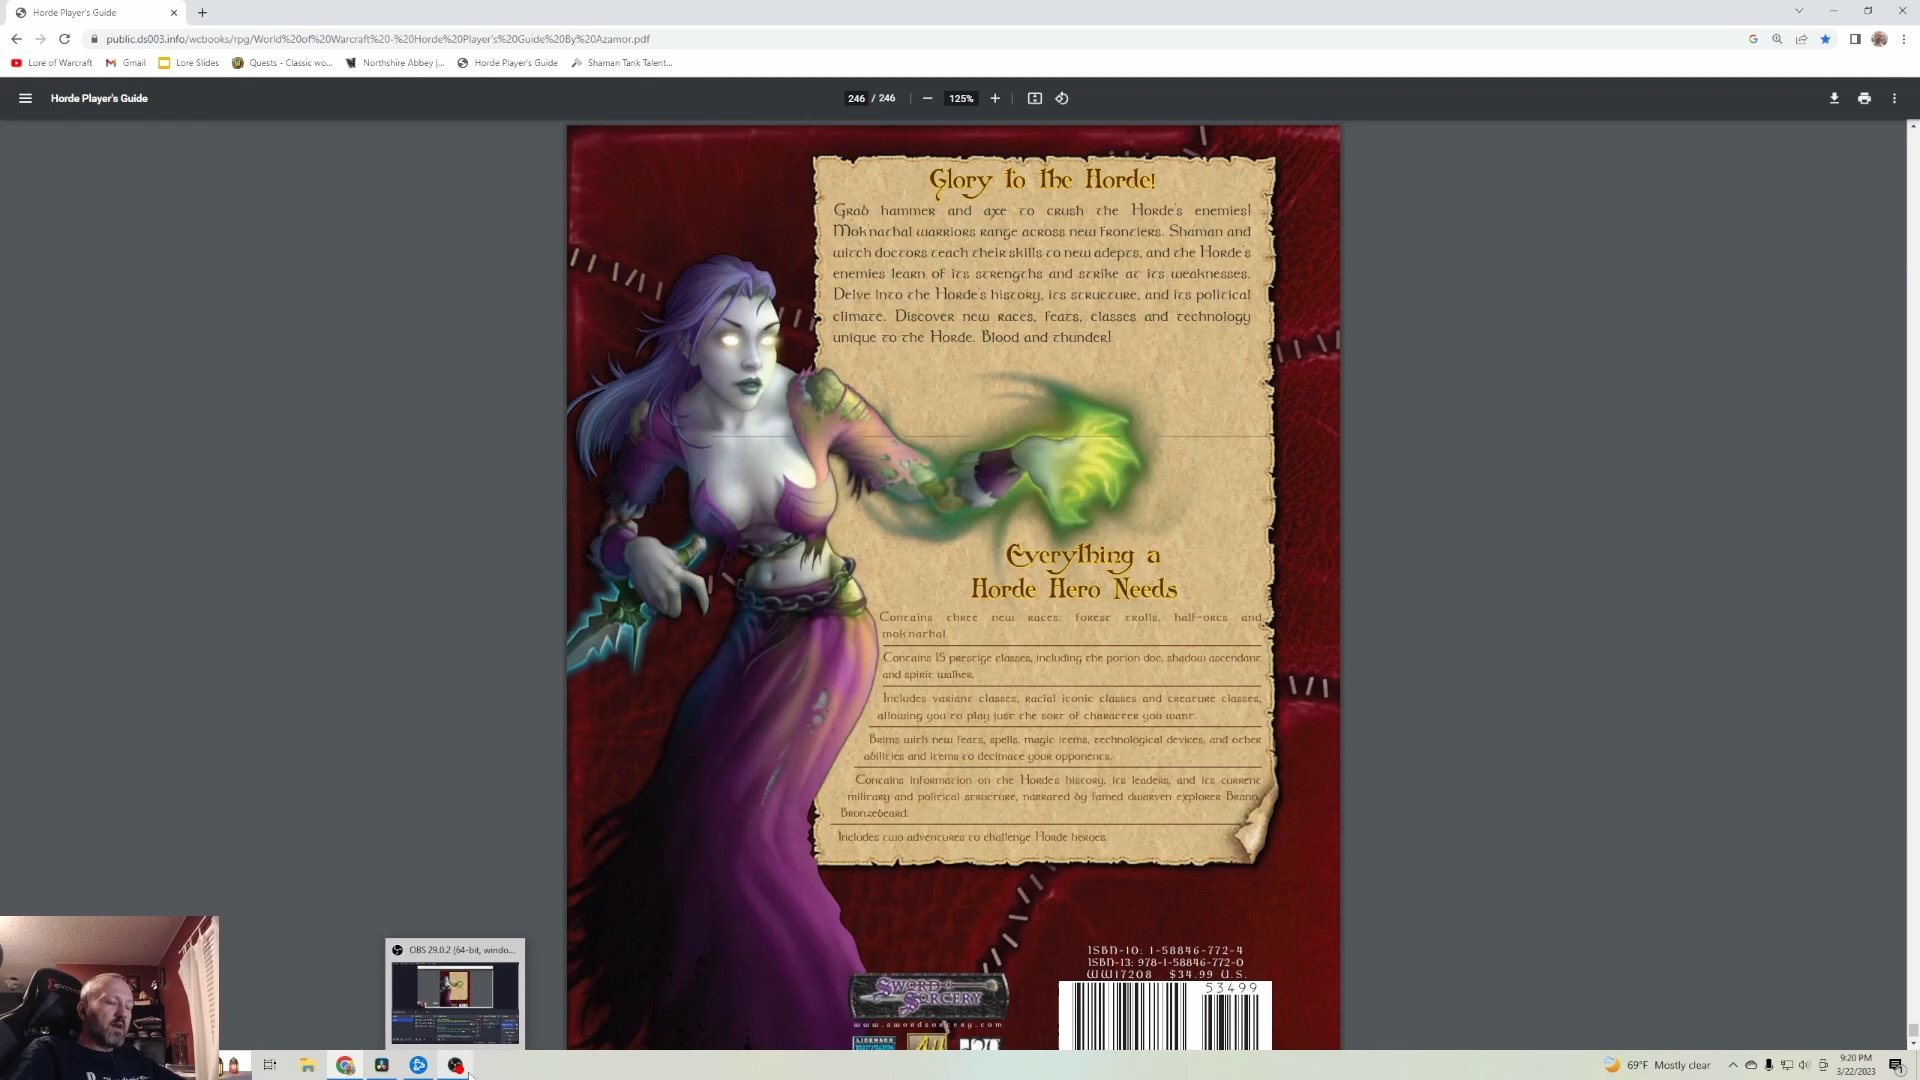 Horde Player's Guide
public.ds003.info/wcbooks/rpg/World%20of%20Warcraft%20-%20Horde%20Player's%20Guide%20By%20Azamor.pdf
Lore of Warcraft
Gmail
Lore Slides
Quests - Classic wo...
Northshire Abbey |...
Horde Player's Guide
Shaman Tank Talent...
Horde Player's Guide
246 / 246
125%
Glory to the Horde!
Grab hammer and axe to crush the Horde's enemies!
Mok'nathal warriors range across new frontiers. Shaman and
witch doctors teach their skills to new adepts, and the Horde's
enemies learn of its strengths and strike at its weaknesses.
Delve into the Horde's history, its structure, and its political
climate. Discover new races, feats, classes and technology
unique to the Horde. Blood and thunder!
Everything a
Horde Hero Needs
Contains three new races: forest trolls, half-orcs and
mok'nathal.
Contains 15 prestige classes, including the potion doc, shadow ascendant
and spirit walker.
Includes variant classes, racial iconic classes and creature classes,
allowing you to play just the sort of character you want.
Brims with new feats, spells, magic items, technological devices, and other
abilities and items to decimate your opponents.
Contains information on the Horde's history, its leaders, and its current
military and political structure, narrated by famed dwarven explorer Brann
Bronzebeard.
Includes two adventures to challenge Horde heroes.
ISBN-10: 1-58846-772-4
ISBN-13: 978-1-58846-772-0
WW17208 $34.99 U.S.
53499
Sword & Sorcery
www.swordsorcery.com
LICENSED
OBS 29.0.2 (64-bit, windo...
69°F Mostly clear
9:20 PM
3/22/2023